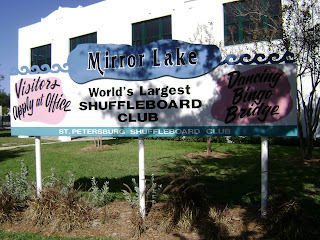 Mirror Lake
Visitors
Apply at Office
World's Largest
SHUFFLEBOARD
CLUB
Dancing
Bingo
Bridge
ST. PETERSBURG SHUFFLEBOARD CLUB